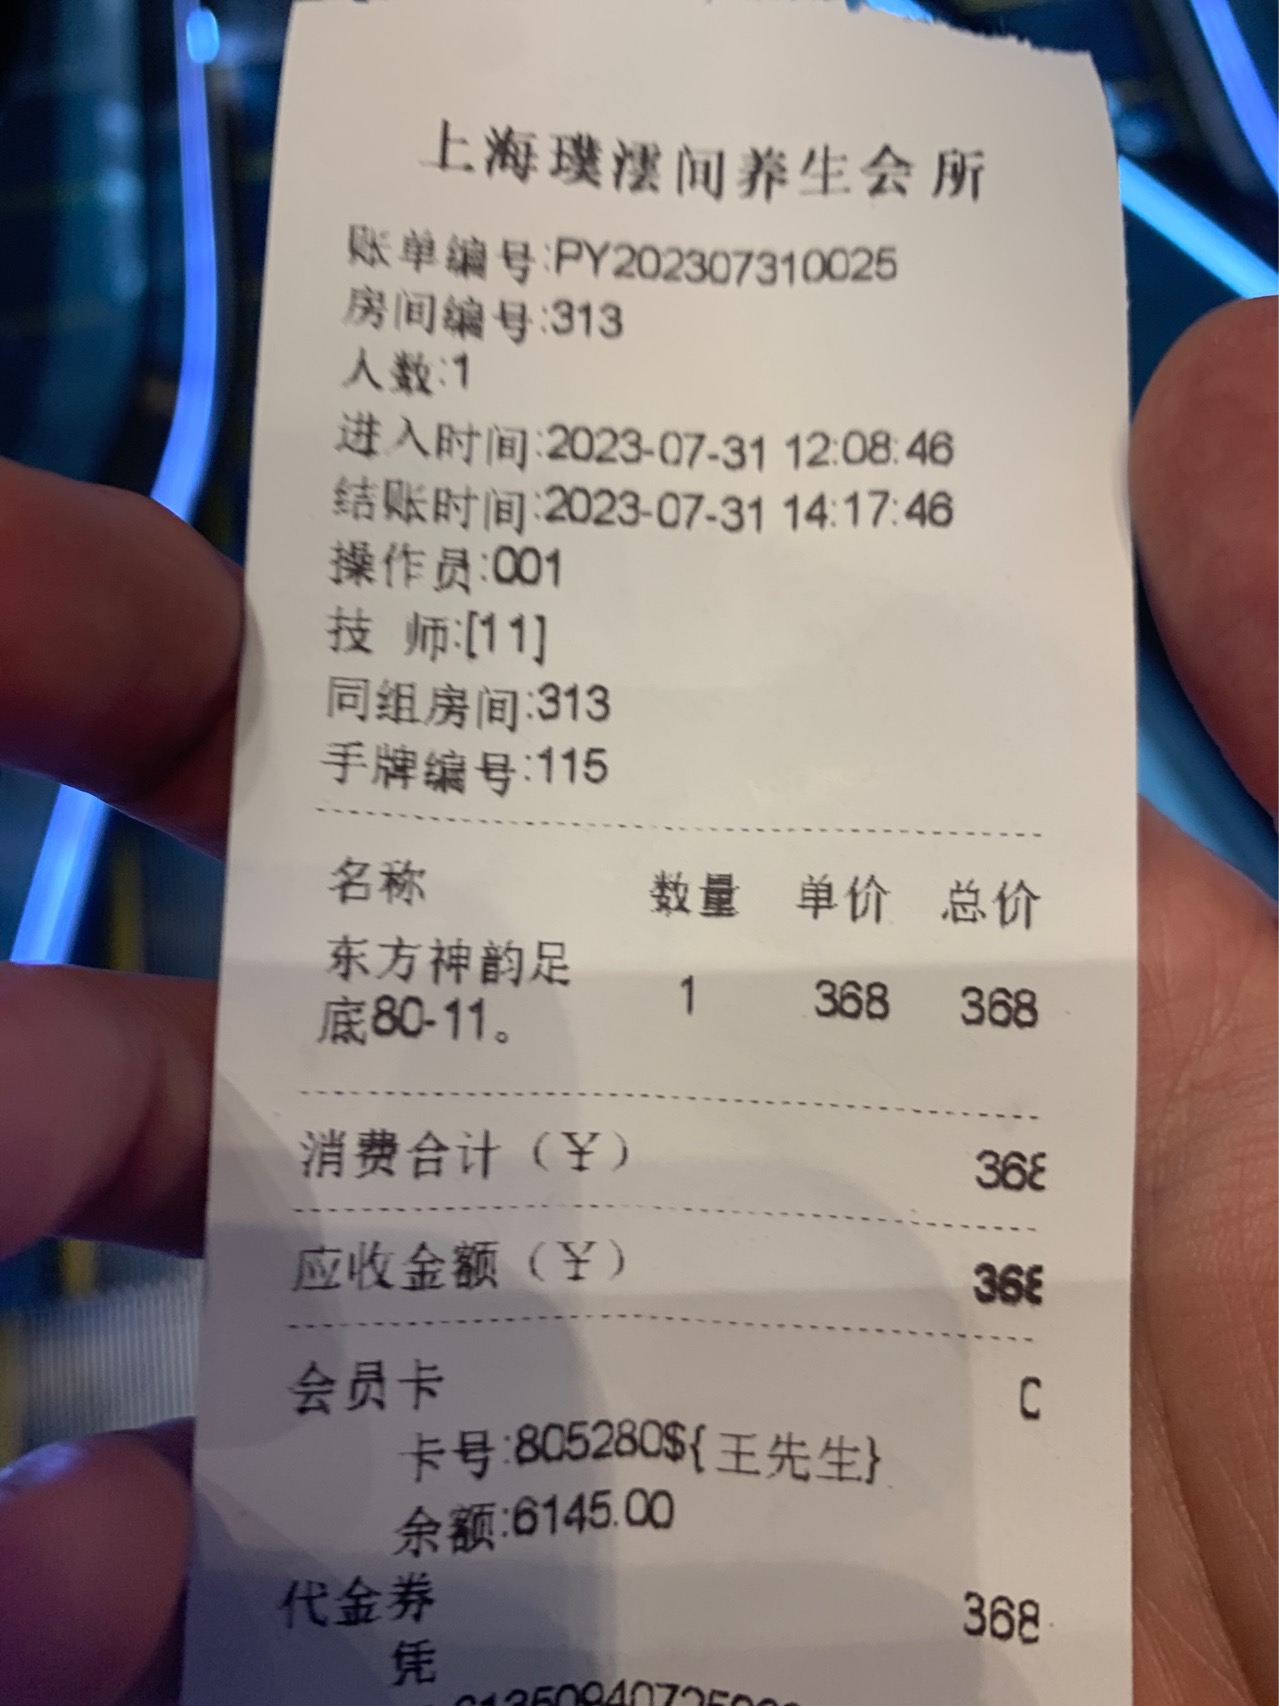 上海璞澐间养生会所
账单编号:PY202307310025
房间编号:313
人数:1
进入时间:2023-07-31 12:08:46
结账时间:2023-07-31 14:17:46
操作员:001
技 师:[11]
同组房间:313
手牌编号:115
名称 数量 单价 总价
东方神韵足
底80-11。 1 368 368
消费合计（￥） 368
应收金额（￥） 368
会员卡
卡号:805280${王先生}
余额:6145.00
代金券 368
凭